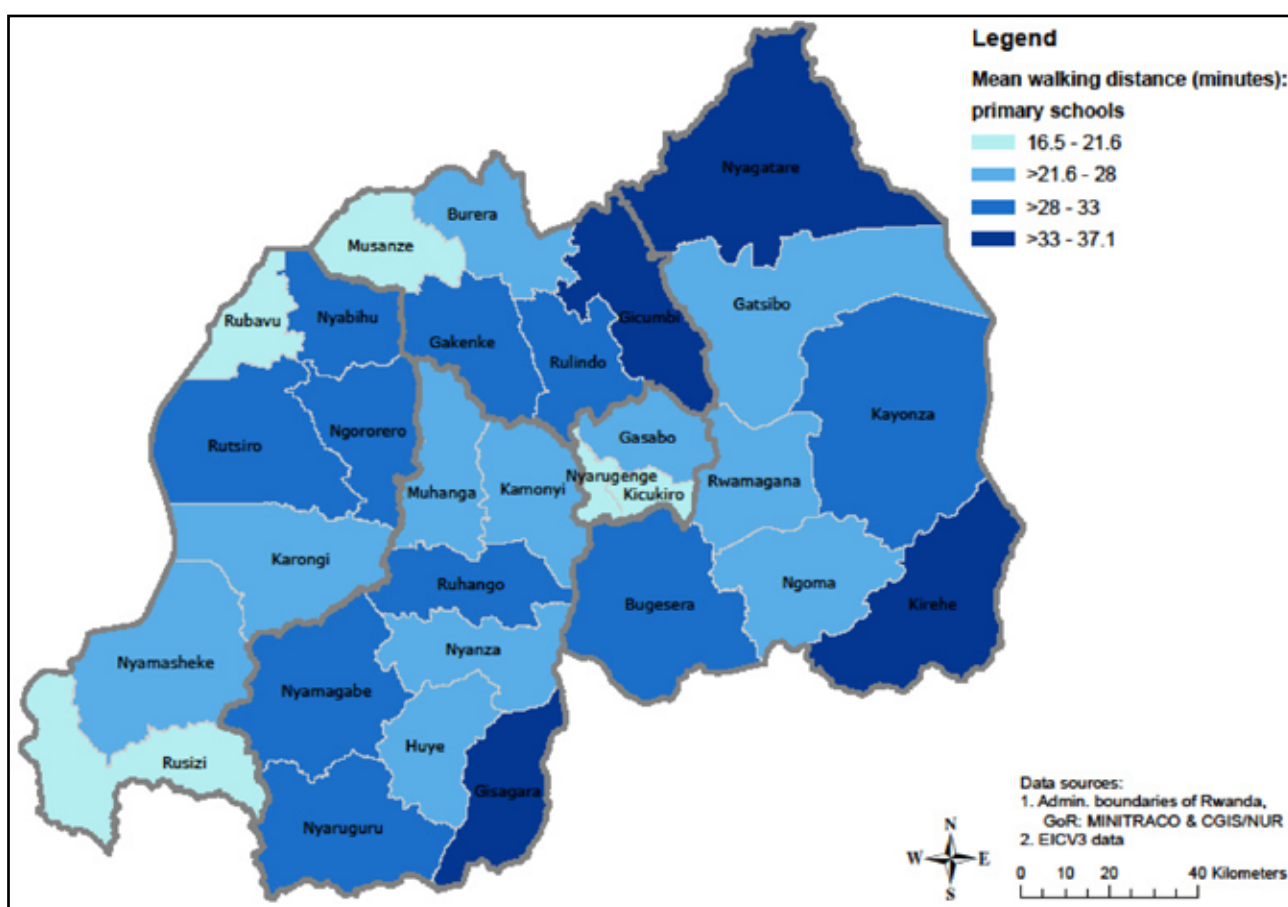 Legend
Mean walking distance (minutes):
primary schools
16.5 - 21.6
>21.6 - 28
>28 - 33
>33 - 37.1
Nyagatare
Burera
Musanze
Gatsibo
Rubavu
Nyabihu
Gicumbi
Gakenke
Rulindo
Kayonza
Rutsiro
Ngororero
Gasabo
Nyarugenge
Rwamagana
Muhanga
Kamonyi
Kicukiro
Karongi
Ruhango
Bugesera
Ngoma
Kirehe
Nyanza
Nyamasheke
Nyamagabe
Huye
Rusizi
Gisagara
Nyaruguru
Data sources:
1. Admin. boundaries of Rwanda,
GoR: MINITRACO & CGIS/NUR
2. EICV3 data
N
W E
S
0 10 20 40 Kilometers